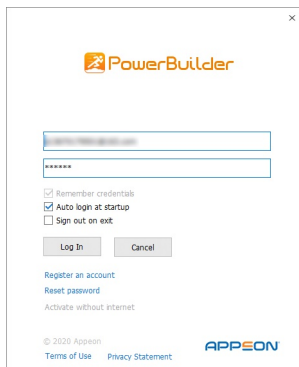 PowerBuilder
******
Remember credentials
Auto login at startup
Sign out on exit
Log In Cancel
Register an account
Reset password
Activate without internet
© 2020 Appeon
Terms of Use Privacy Statement
APPEON